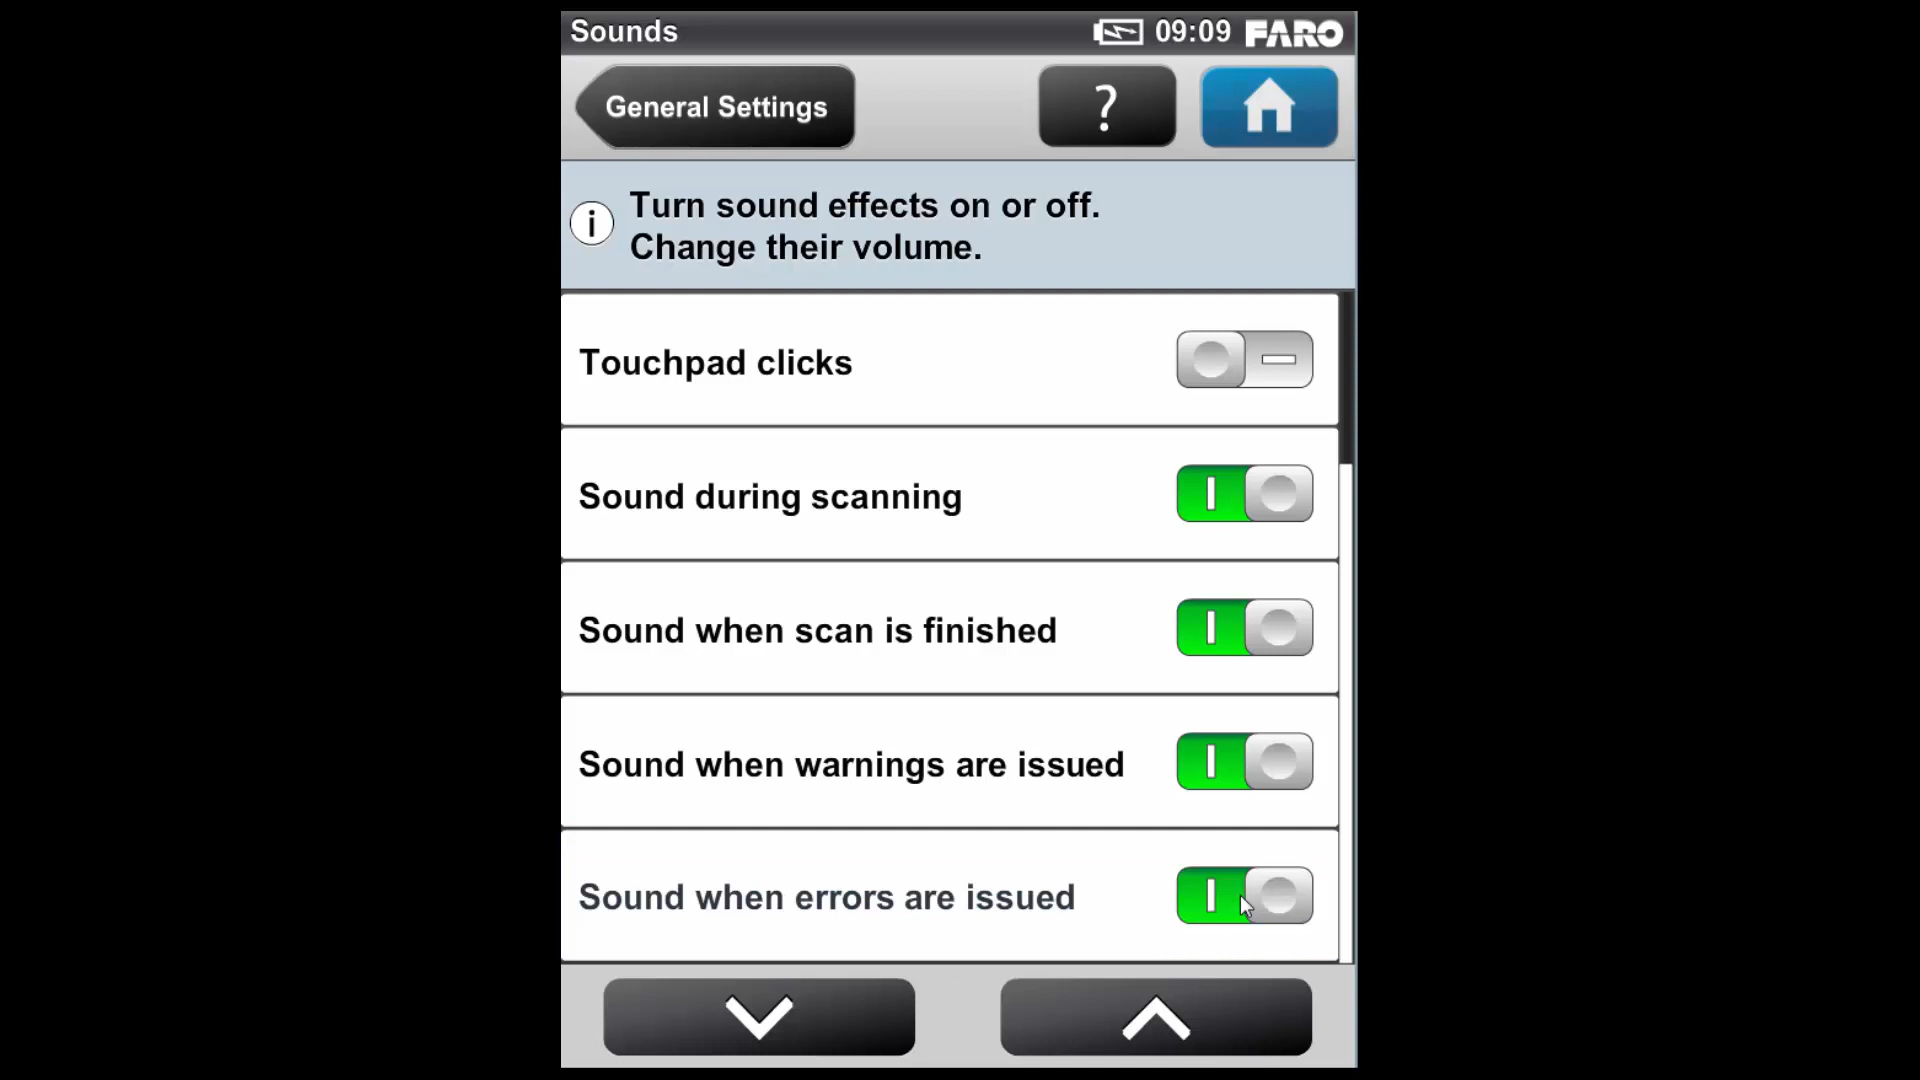 Sounds 09:09 FARO
General Settings ?
i
Turn sound effects on or off.
Change their volume.
Touchpad clicks
Sound during scanning
Sound when scan is finished
Sound when warnings are issued
Sound when errors are issued